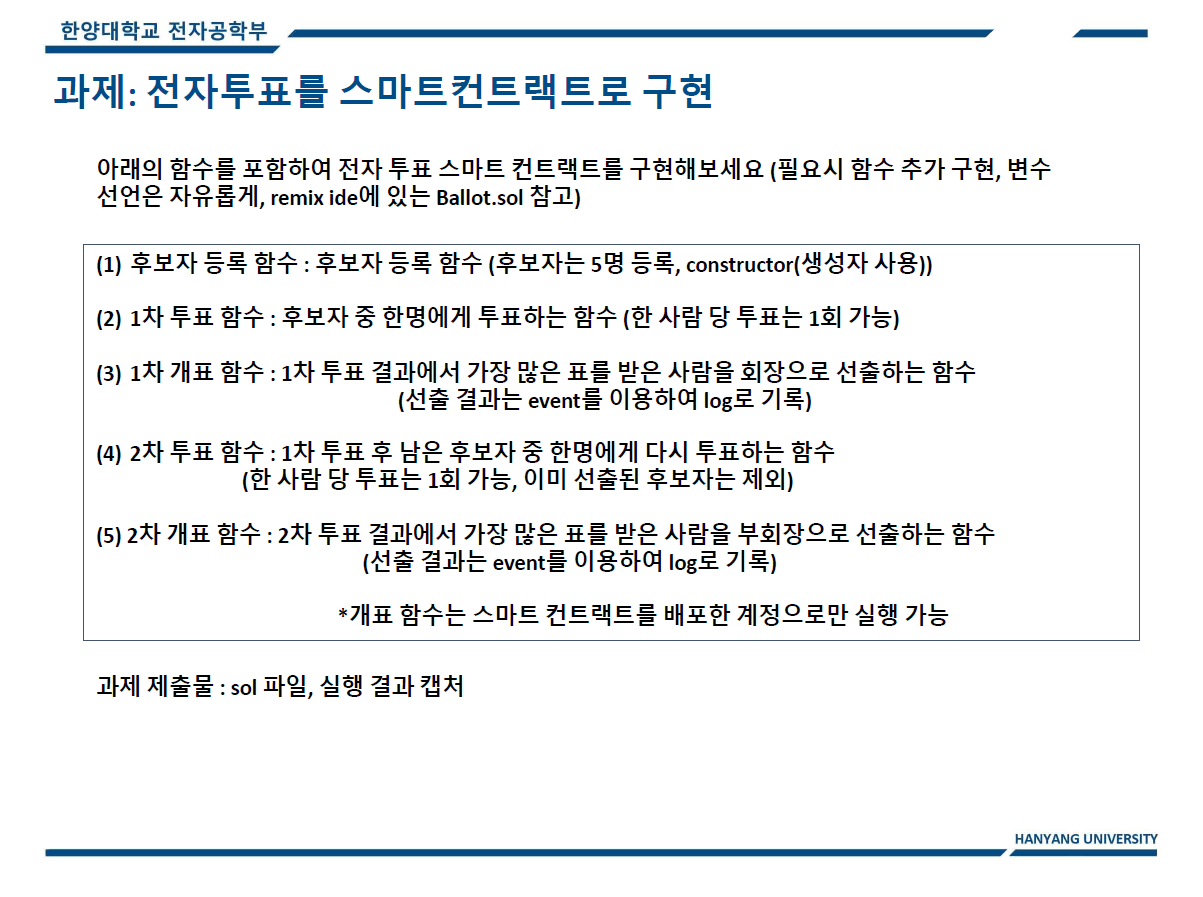 한양대학교 전자공학부
과제: 전자투표를 스마트컨트랙트로 구현
아래의 함수를 포함하여 전자 투표 스마트 컨트랙트를 구현해보세요 (필요시 함수 추가 구현, 변수
선언은 자유롭게, remix ide에 있는 Ballot.sol 참고)
(1) 후보자 등록 함수 : 후보자 등록 함수 (후보자는 5명 등록, constructor(생성자 사용))
(2) 1차 투표 함수 : 후보자 중 한명에게 투표하는 함수 (한 사람 당 투표는 1회 가능)
(3) 1차 개표 함수 : 1차 투표 결과에서 가장 많은 표를 받은 사람을 회장으로 선출하는 함수
(선출 결과는 event를 이용하여 log로 기록)
(4) 2차 투표 함수 : 1차 투표 후 남은 후보자 중 한명에게 다시 투표하는 함수
(한 사람 당 투표는 1회 가능, 이미 선출된 후보자는 제외)
(5) 2차 개표 함수 : 2차 투표 결과에서 가장 많은 표를 받은 사람을 부회장으로 선출하는 함수
(선출 결과는 event를 이용하여 log로 기록)
*개표 함수는 스마트 컨트랙트를 배포한 계정으로만 실행 가능
과제 제출물 : sol 파일, 실행 결과 캡처
HANYANG UNIVERSITY